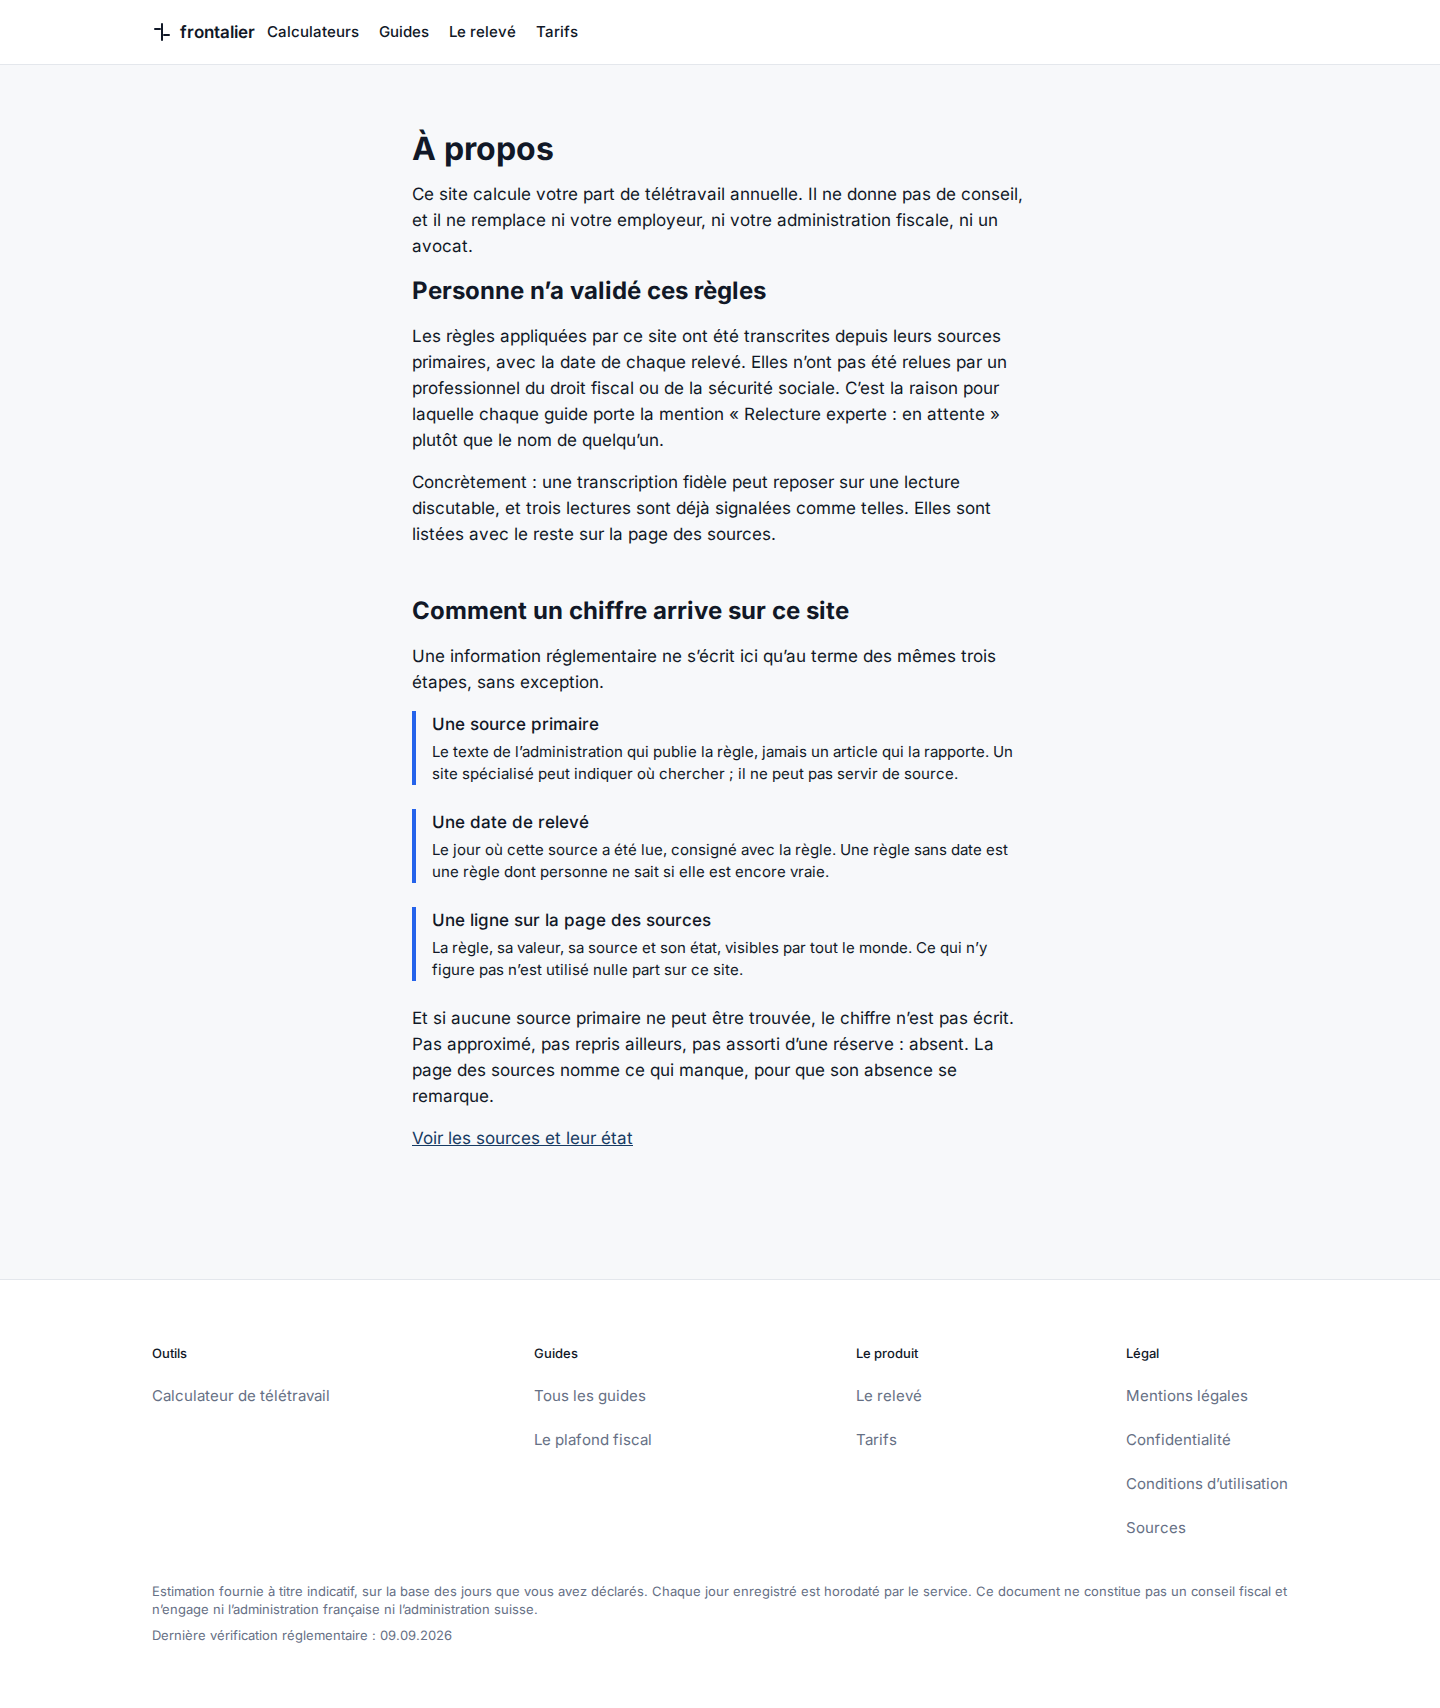 frontalier Calculateurs Guides Le relevé Tarifs
À propos
Ce site calcule votre part de télétravail annuelle. Il ne donne pas de conseil,
et il ne remplace ni votre employeur, ni votre administration fiscale, ni un
avocat.
Personne n’a validé ces règles
Les règles appliquées par ce site ont été transcrites depuis leurs sources
primaires, avec la date de chaque relevé. Elles n’ont pas été relues par un
professionnel du droit fiscal ou de la sécurité sociale. C’est la raison pour
laquelle chaque guide porte la mention « Relecture experte : en attente »
plutôt que le nom de quelqu’un.
Concrètement : une transcription fidèle peut reposer sur une lecture
discutable, et trois lectures sont déjà signalées comme telles. Elles sont
listées avec le reste sur la page des sources.
Comment un chiffre arrive sur ce site
Une information réglementaire ne s’écrit ici qu’au terme des mêmes trois
étapes, sans exception.
Une source primaire
Le texte de l’administration qui publie la règle, jamais un article qui la rapporte. Un
site spécialisé peut indiquer où chercher ; il ne peut pas servir de source.
Une date de relevé
Le jour où cette source a été lue, consigné avec la règle. Une règle sans date est
une règle dont personne ne sait si elle est encore vraie.
Une ligne sur la page des sources
La règle, sa valeur, sa source et son état, visibles par tout le monde. Ce qui n’y
figure pas n’est utilisé nulle part sur ce site.
Et si aucune source primaire ne peut être trouvée, le chiffre n’est pas écrit.
Pas approximé, pas repris ailleurs, pas assorti d’une réserve : absent. La
page des sources nomme ce qui manque, pour que son absence se
remarque.
Voir les sources et leur état
Outils
Calculateur de télétravail
Guides
Tous les guides
Le plafond fiscal
Le produit
Le relevé
Tarifs
Légal
Mentions légales
Confidentialité
Conditions d’utilisation
Sources
Estimation fournie à titre indicatif, sur la base des jours que vous avez déclarés. Chaque jour enregistré est horodaté par le service. Ce document ne constitue pas un conseil fiscal et
n’engage ni l’administration française ni l’administration suisse.
Dernière vérification réglementaire : 09.09.2026